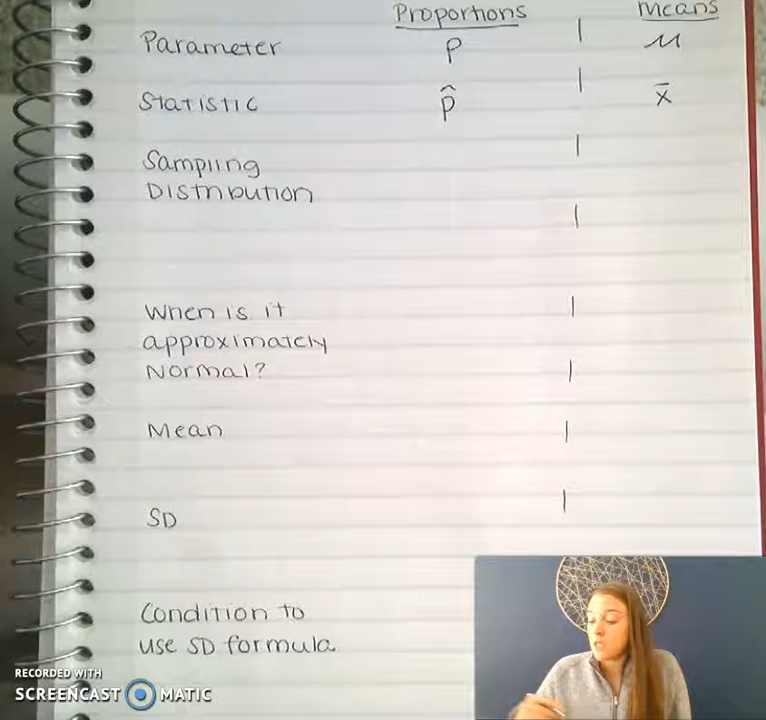 Proportions | Means
Parameter P | μ
Statistic p̂ | x̄
Sampling
Distribution
When is it
approximately
Normal?
Mean
SD
Condition to
use SD formula
RECORDED WITH
SCREENCAST MATIC